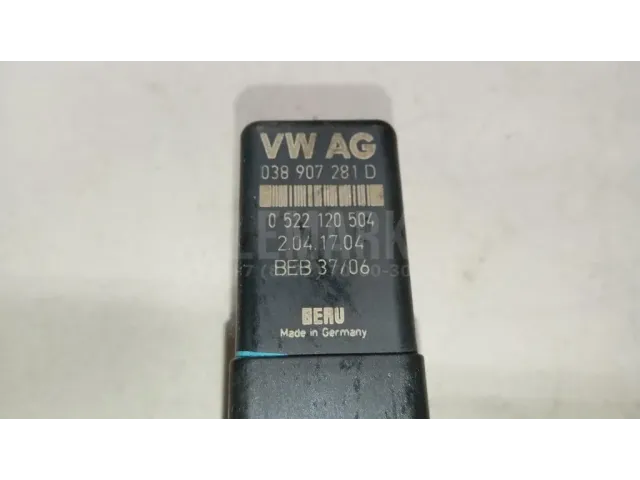 VW AG
038 907 281 D
0 522 120 504
2.04.17.04
BEB 37/06
BERU
Made in Germany